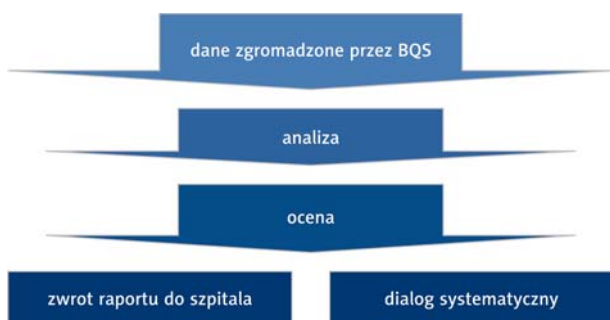 dane zgromadzone przez BQS
analiza
ocena
zwrot raportu do szpitala
dialog systematyczny